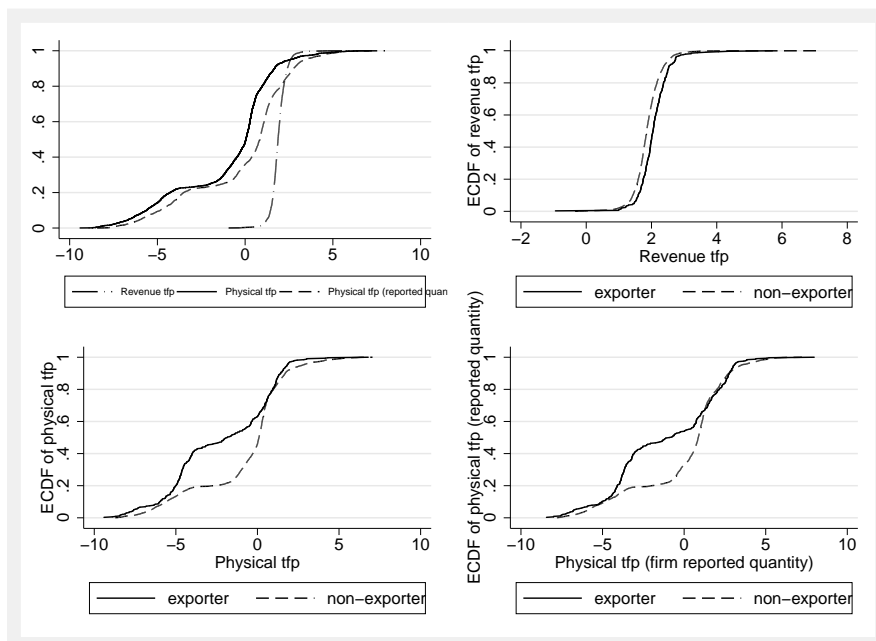 0 .2 .4 .6 .8 1
−10 −5 0 5 10
Revenue tfp Physical tfp Physical tfp (reported quan
ECDF of revenue tfp
0 .2 .4 .6 .8 1
−2 0 2 4 6 8
Revenue tfp
exporter non−exporter
ECDF of physical tfp
0 .2 .4 .6 .8 1
−10 −5 0 5 10
Physical tfp
exporter non−exporter
ECDF of physical tfp (reported quantity)
0 .2 .4 .6 .8 1
−10 −5 0 5 10
Physical tfp (firm reported quantity)
exporter non−exporter